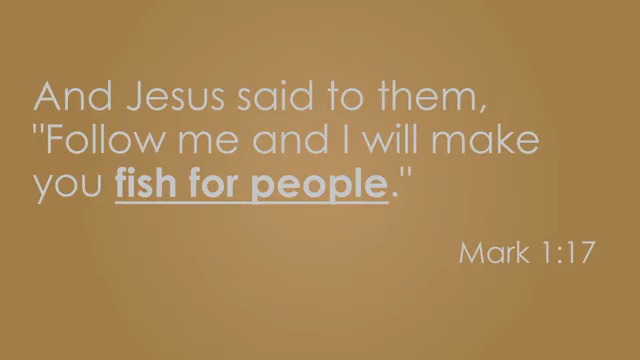 And Jesus said to them,
"Follow me and I will make
you fish for people."
Mark 1:17